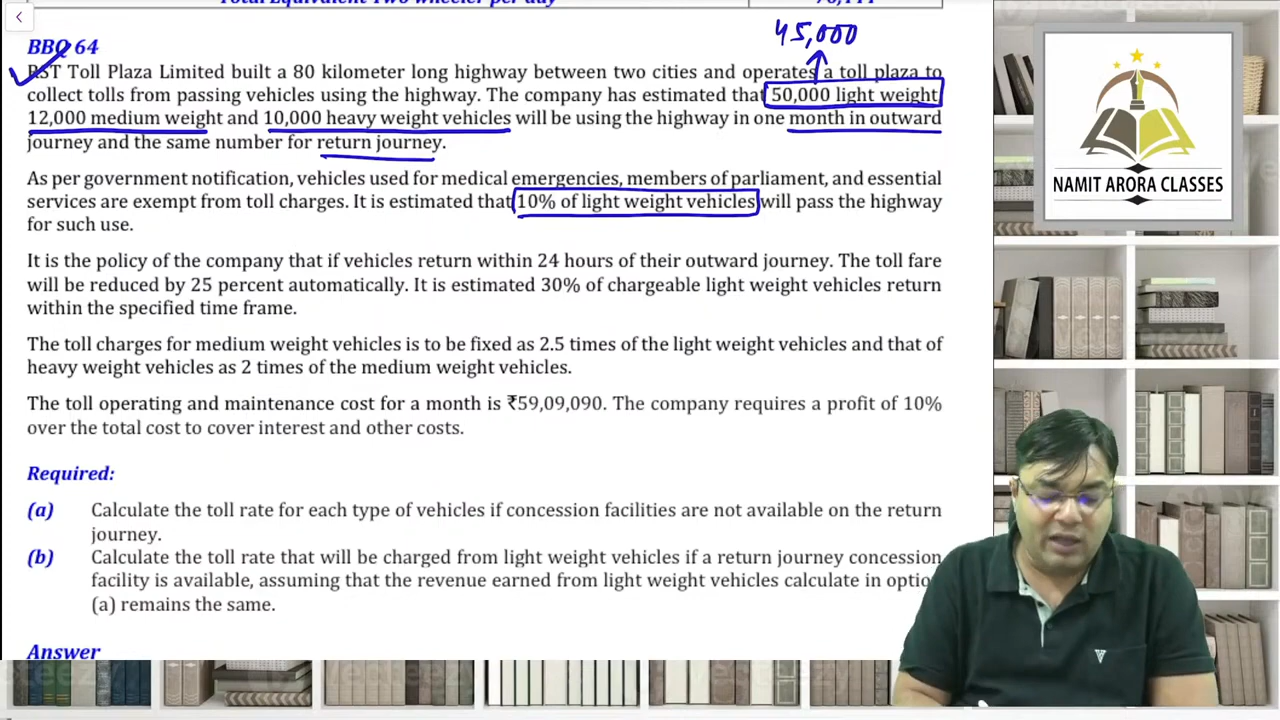 Total Equivalent Two wheeler per day
45,000
BBQ 64
RST Toll Plaza Limited built a 80 kilometer long highway between two cities and operates a toll plaza to
collect tolls from passing vehicles using the highway. The company has estimated that 50,000 light weight
12,000 medium weight and 10,000 heavy weight vehicles will be using the highway in one month in outward
journey and the same number for return journey.
As per government notification, vehicles used for medical emergencies, members of parliament, and essential
services are exempt from toll charges. It is estimated that 10% of light weight vehicles will pass the highway
for such use.
It is the policy of the company that if vehicles return within 24 hours of their outward journey. The toll fare
will be reduced by 25 percent automatically. It is estimated 30% of chargeable light weight vehicles return
within the specified time frame.
The toll charges for medium weight vehicles is to be fixed as 2.5 times of the light weight vehicles and that of
heavy weight vehicles as 2 times of the medium weight vehicles.
The toll operating and maintenance cost for a month is ₹59,09,090. The company requires a profit of 10%
over the total cost to cover interest and other costs.
Required:
(a) Calculate the toll rate for each type of vehicles if concession facilities are not available on the return
journey.
(b) Calculate the toll rate that will be charged from light weight vehicles if a return journey concession
facility is available, assuming that the revenue earned from light weight vehicles calculate in optio
(a) remains the same.
Answer
NAMIT ARORA CLASSES